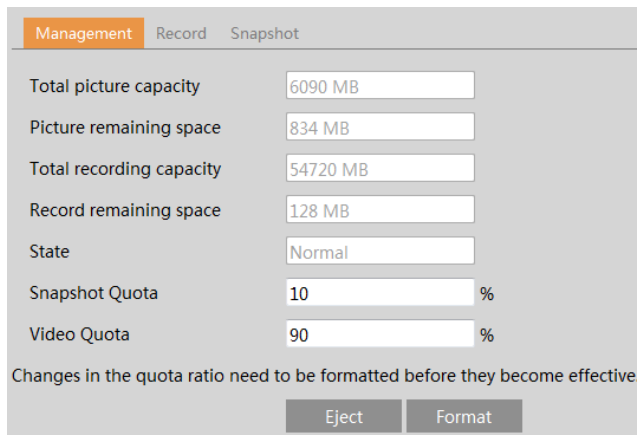 Management Record Snapshot
Total picture capacity 6090 MB
Picture remaining space 834 MB
Total recording capacity 54720 MB
Record remaining space 128 MB
State Normal
Snapshot Quota 10 %
Video Quota 90 %
Changes in the quota ratio need to be formatted before they become effective.
Eject Format